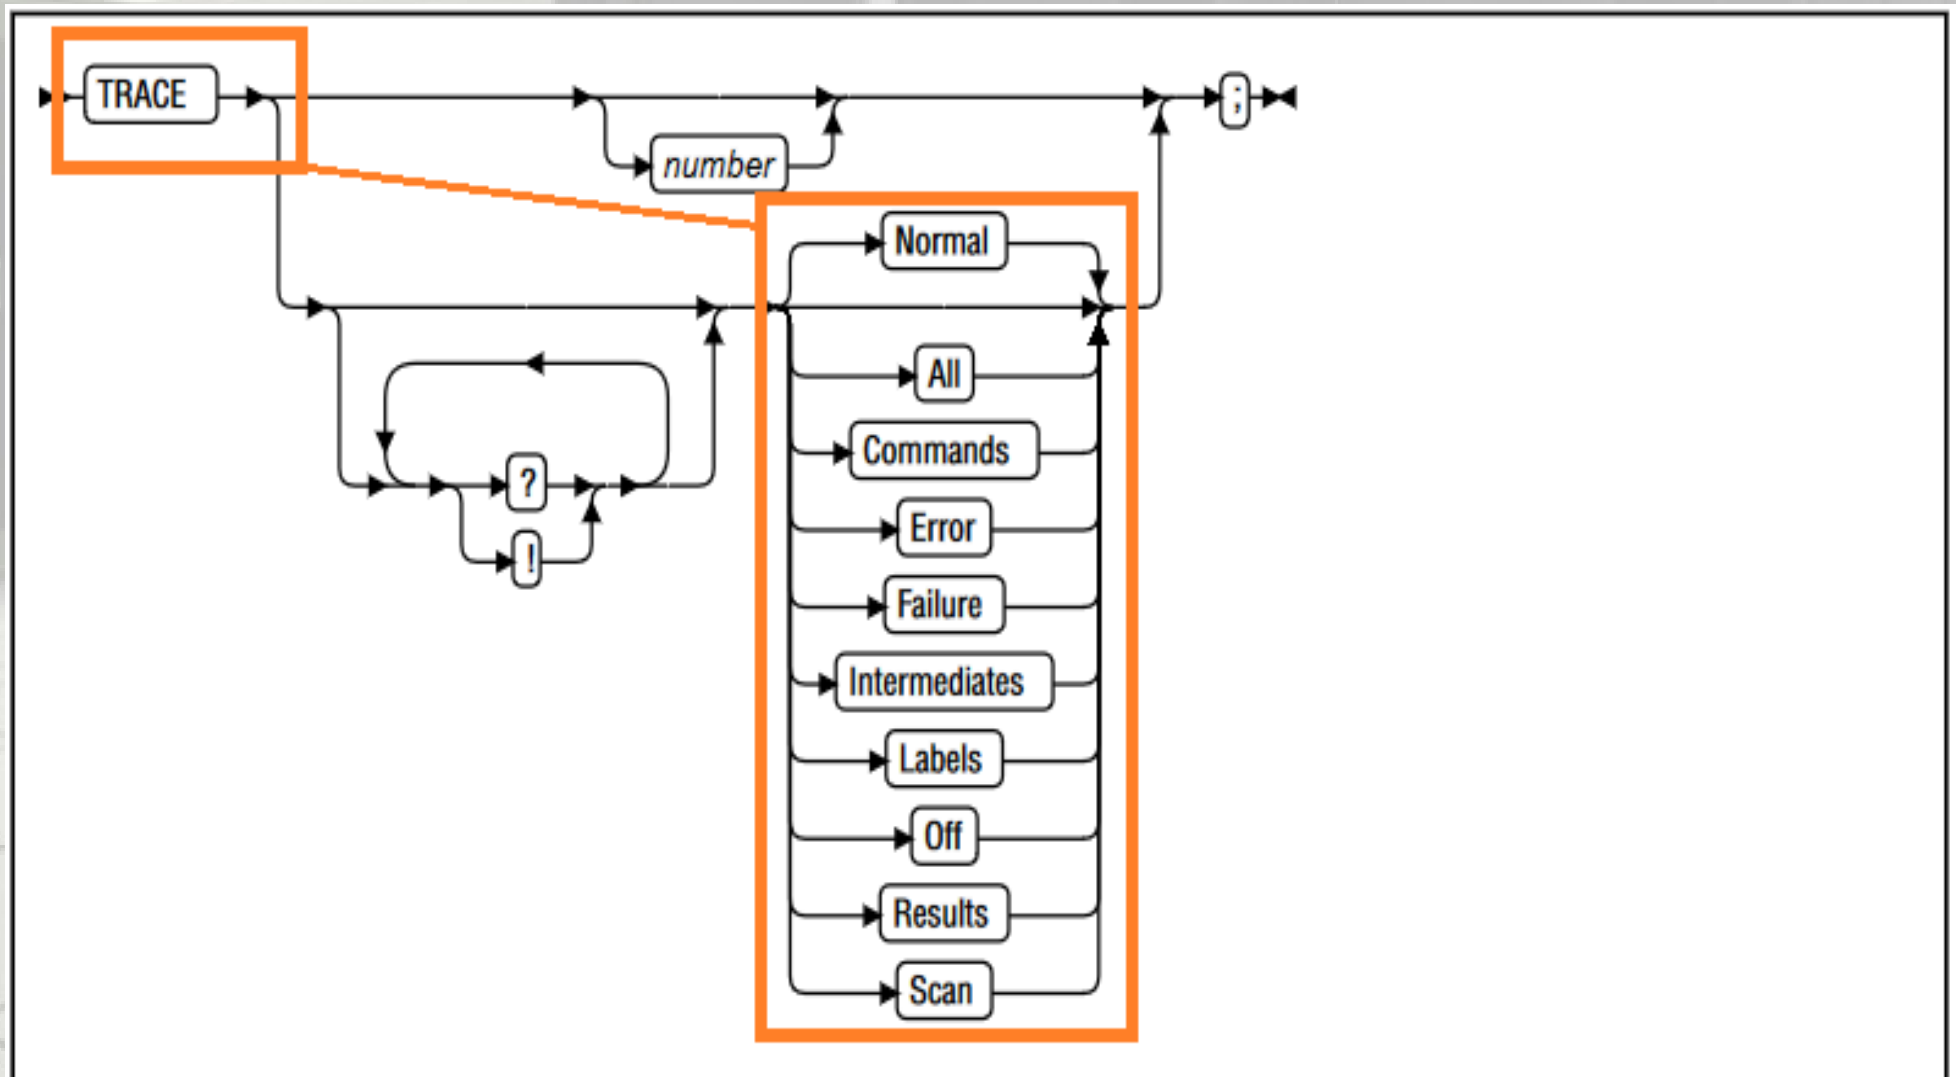 TRACE
;
number
Normal
All
Commands
?
Error
!
Failure
Intermediates
Labels
Off
Results
Scan